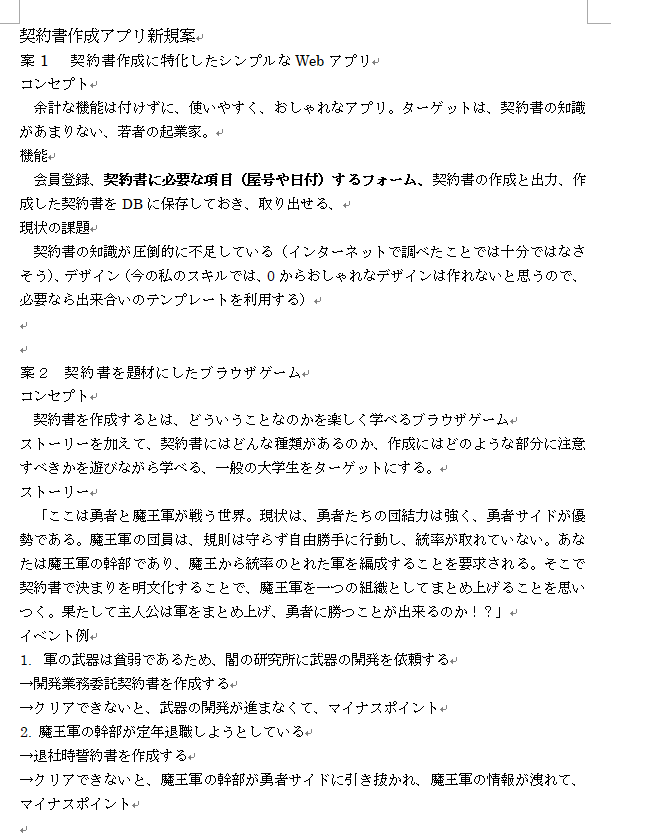 契約書作成アプリ新規案
案1　契約書作成に特化したシンプルなWebアプリ
コンセプト
　余計な機能は付けずに、使いやすく、おしゃれなアプリ。ターゲットは、契約書の知識
があまりない、若者の起業家。
機能
　会員登録、契約書に必要な項目（屋号や日付）するフォーム、契約書の作成と出力、作
成した契約書をDBに保存しておき、取り出せる、
現状の課題
　契約書の知識が圧倒的に不足している（インターネットで調べたことでは十分ではなさ
そう）、デザイン（今の私のスキルでは、0からおしゃれなデザインは作れないと思うので、
必要なら出来合いのテンプレートを利用する）
案2　契約書を題材にしたブラウザゲーム
コンセプト
　契約書を作成するとは、どういうことなのかを楽しく学べるブラウザゲーム
ストーリーを加えて、契約書にはどんな種類があるのか、作成にはどのような部分に注意
すべきかを遊びながら学べる、一般の大学生をターゲットにする。
ストーリー
　「ここは勇者と魔王軍が戦う世界。現状は、勇者たちの団結力は強く、勇者サイドが優
勢である。魔王軍の団員は、規則は守らず自由勝手に行動し、統率が取れていない。あな
たは魔王軍の幹部であり、魔王から統率のとれた軍を編成することを要求される。そこで
契約書で決まりを明文化することで、魔王軍を一つの組織としてまとめ上げることを思い
つく。果たして主人公は軍をまとめ上げ、勇者に勝つことが出来るのか！？」
イベント例
1. 軍の武器は貧弱であるため、闇の研究所に武器の開発を依頼する
→開発業務委託契約書を作成する
→クリアできないと、武器の開発が進まなくて、マイナスポイント
2. 魔王軍の幹部が定年退職しようとしている
→退社時誓約書を作成する
→クリアできないと、魔王軍の幹部が勇者サイドに引き抜かれ、魔王軍の情報が洩れて、
マイナスポイント